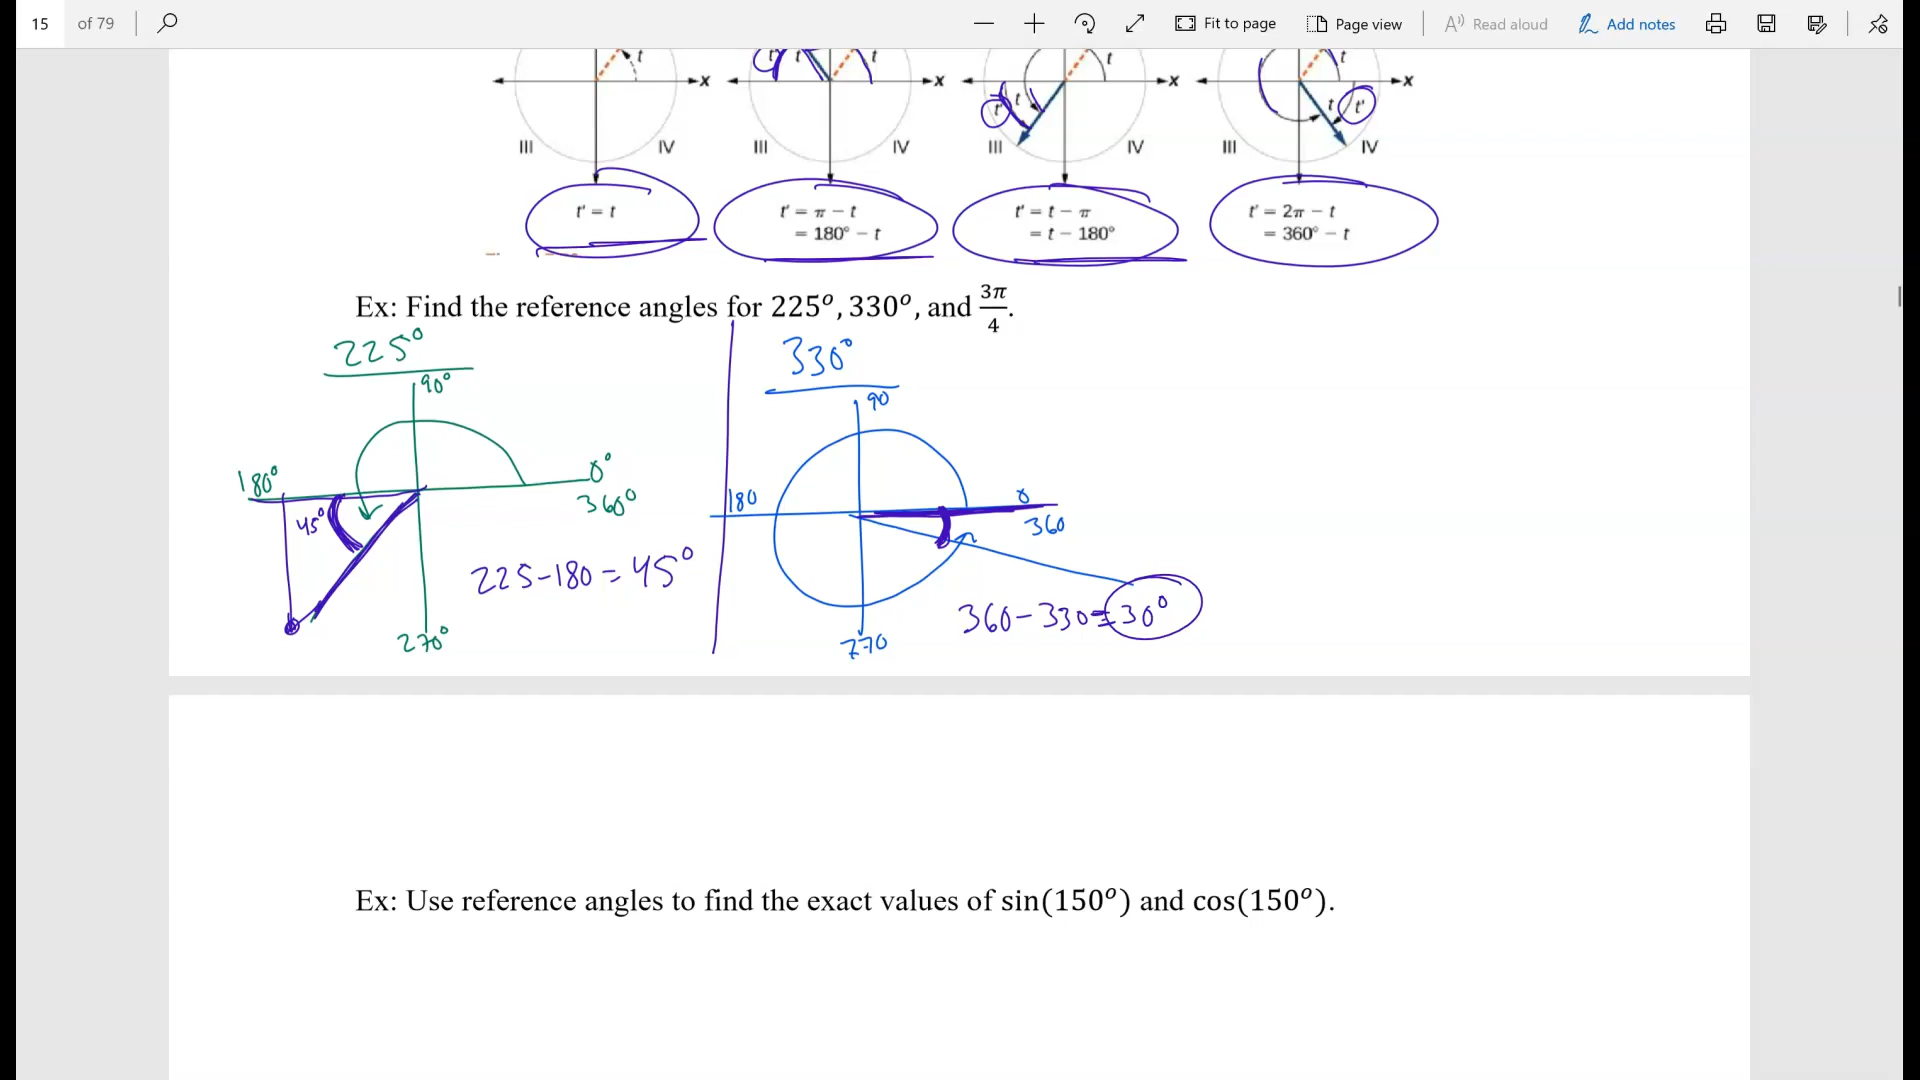 15 of 79 Fit to page Page view Read aloud Add notes
t t t t t t t
x x x x
t' t t t'
III IV III IV III IV III IV
t' = t t' = π − t t' = t − π t' = 2π − t
= 180° − t = t − 180° = 360° − t
Ex: Find the reference angles for 225°, 330°, and 3π/4.
225° 330°
90° 90
180° 0° 180 0
360° 360
45°
225-180=45° 360-330=30°
270° 270
Ex: Use reference angles to find the exact values of sin(150°) and cos(150°).